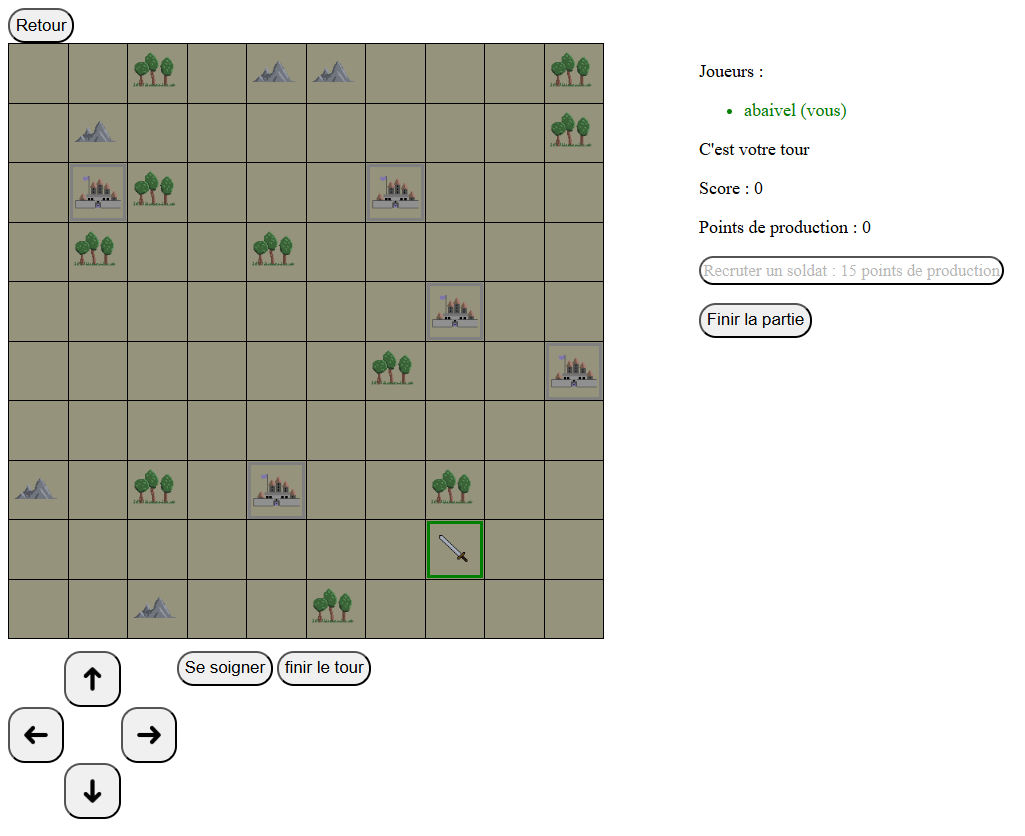 Retour
Joueurs :
abaivel (vous)
C'est votre tour
Score : 0
Points de production : 0
Recruter un soldat : 15 points de production
Finir la partie
Se soigner
finir le tour